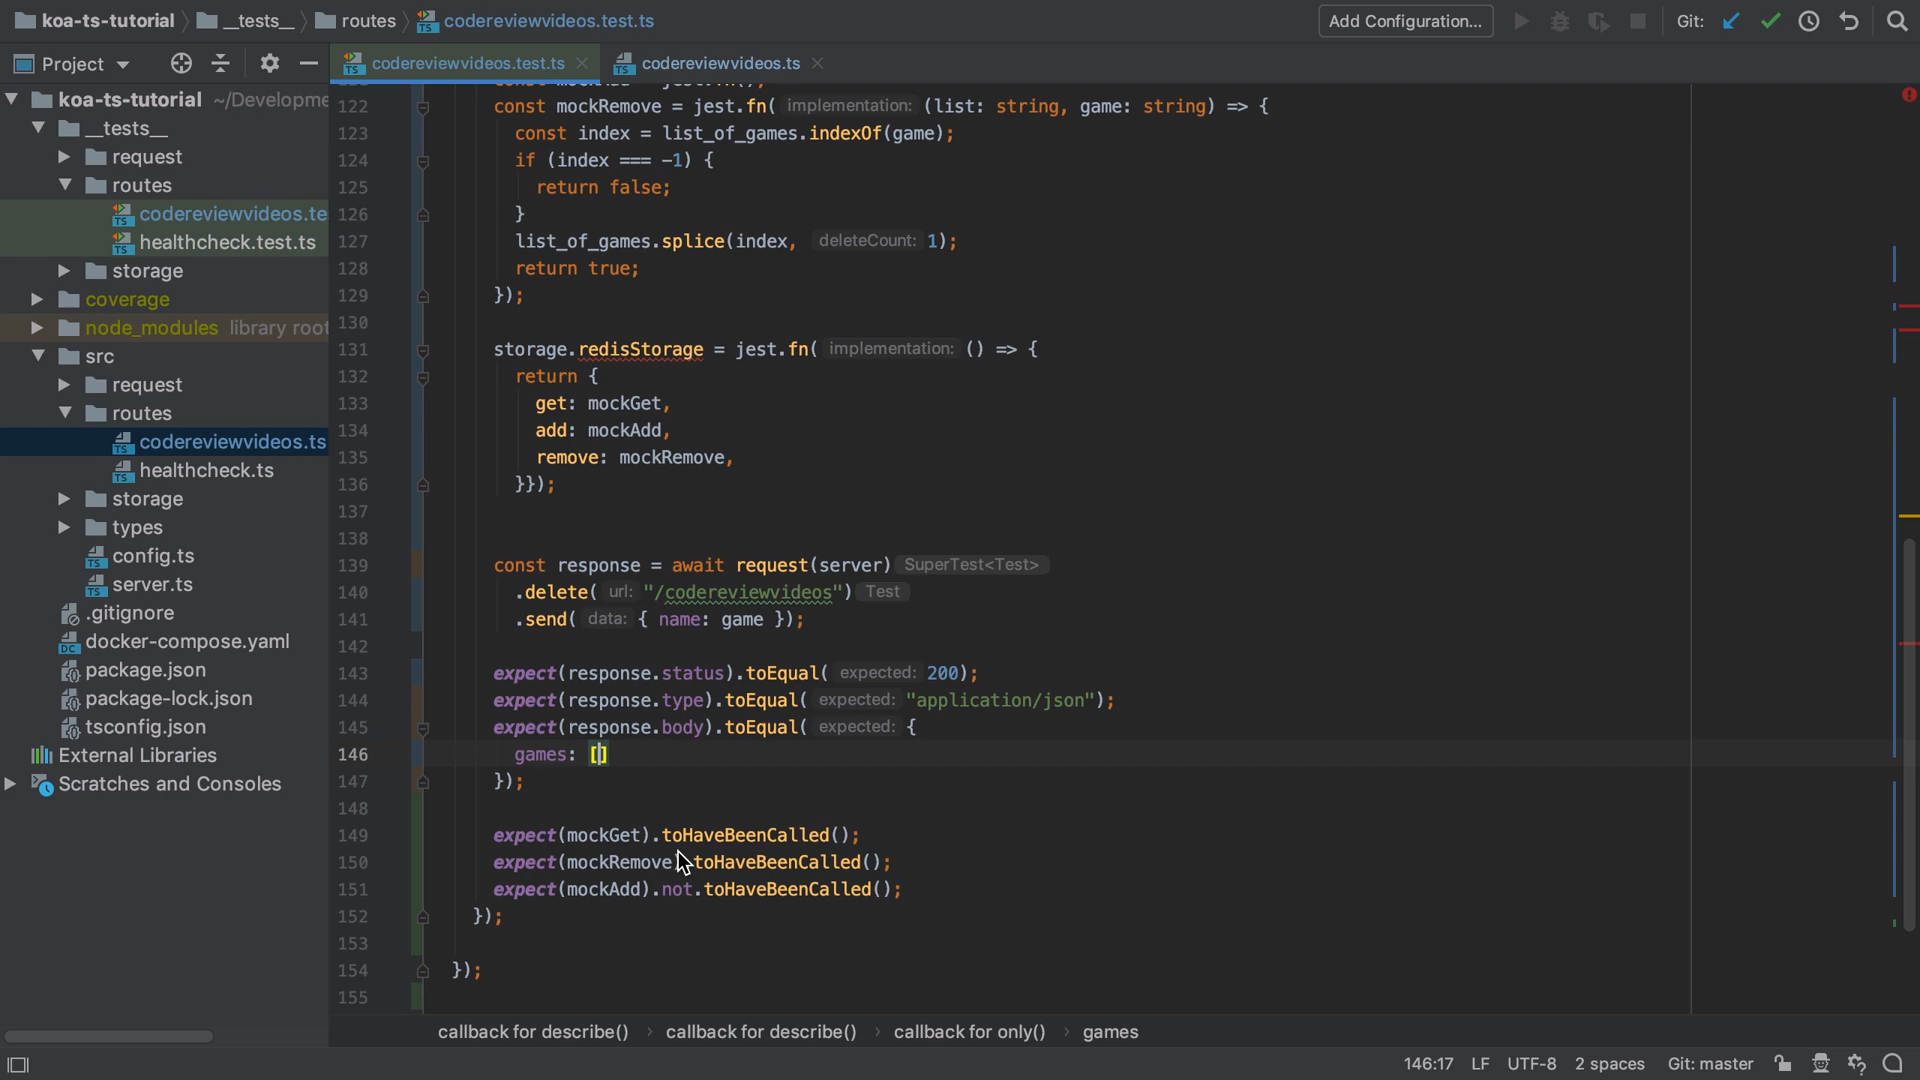 koa-ts-tutorial __tests__ routes codereviewvideos.test.ts Add Configuration... Git:
Project codereviewvideos.test.ts codereviewvideos.ts
koa-ts-tutorial ~/Developme
__tests__
request
routes
codereviewvideos.te
healthcheck.test.ts
storage
coverage
node_modules library root
src
request
routes
codereviewvideos.ts
healthcheck.ts
storage
types
config.ts
server.ts
.gitignore
docker-compose.yaml
package.json
package-lock.json
tsconfig.json
External Libraries
Scratches and Consoles
122 const mockRemove = jest.fn( implementation: (list: string, game: string) => {
123 const index = list_of_games.indexOf(game);
124 if (index === -1) {
125 return false;
126 }
127 list_of_games.splice(index, deleteCount: 1);
128 return true;
129 });
130
131 storage.redisStorage = jest.fn( implementation: () => {
132 return {
133 get: mockGet,
134 add: mockAdd,
135 remove: mockRemove,
136 }});
137
138
139 const response = await request(server) SuperTest<Test>
140 .delete( url: "/codereviewvideos") Test
141 .send( data: { name: game });
142
143 expect(response.status).toEqual( expected: 200);
144 expect(response.type).toEqual( expected: "application/json");
145 expect(response.body).toEqual( expected: {
146 games: []
147 });
148
149 expect(mockGet).toHaveBeenCalled();
150 expect(mockRemove).toHaveBeenCalled();
151 expect(mockAdd).not.toHaveBeenCalled();
152 });
153
154 });
155
callback for describe() callback for describe() callback for only() games
146:17 LF UTF-8 2 spaces Git: master